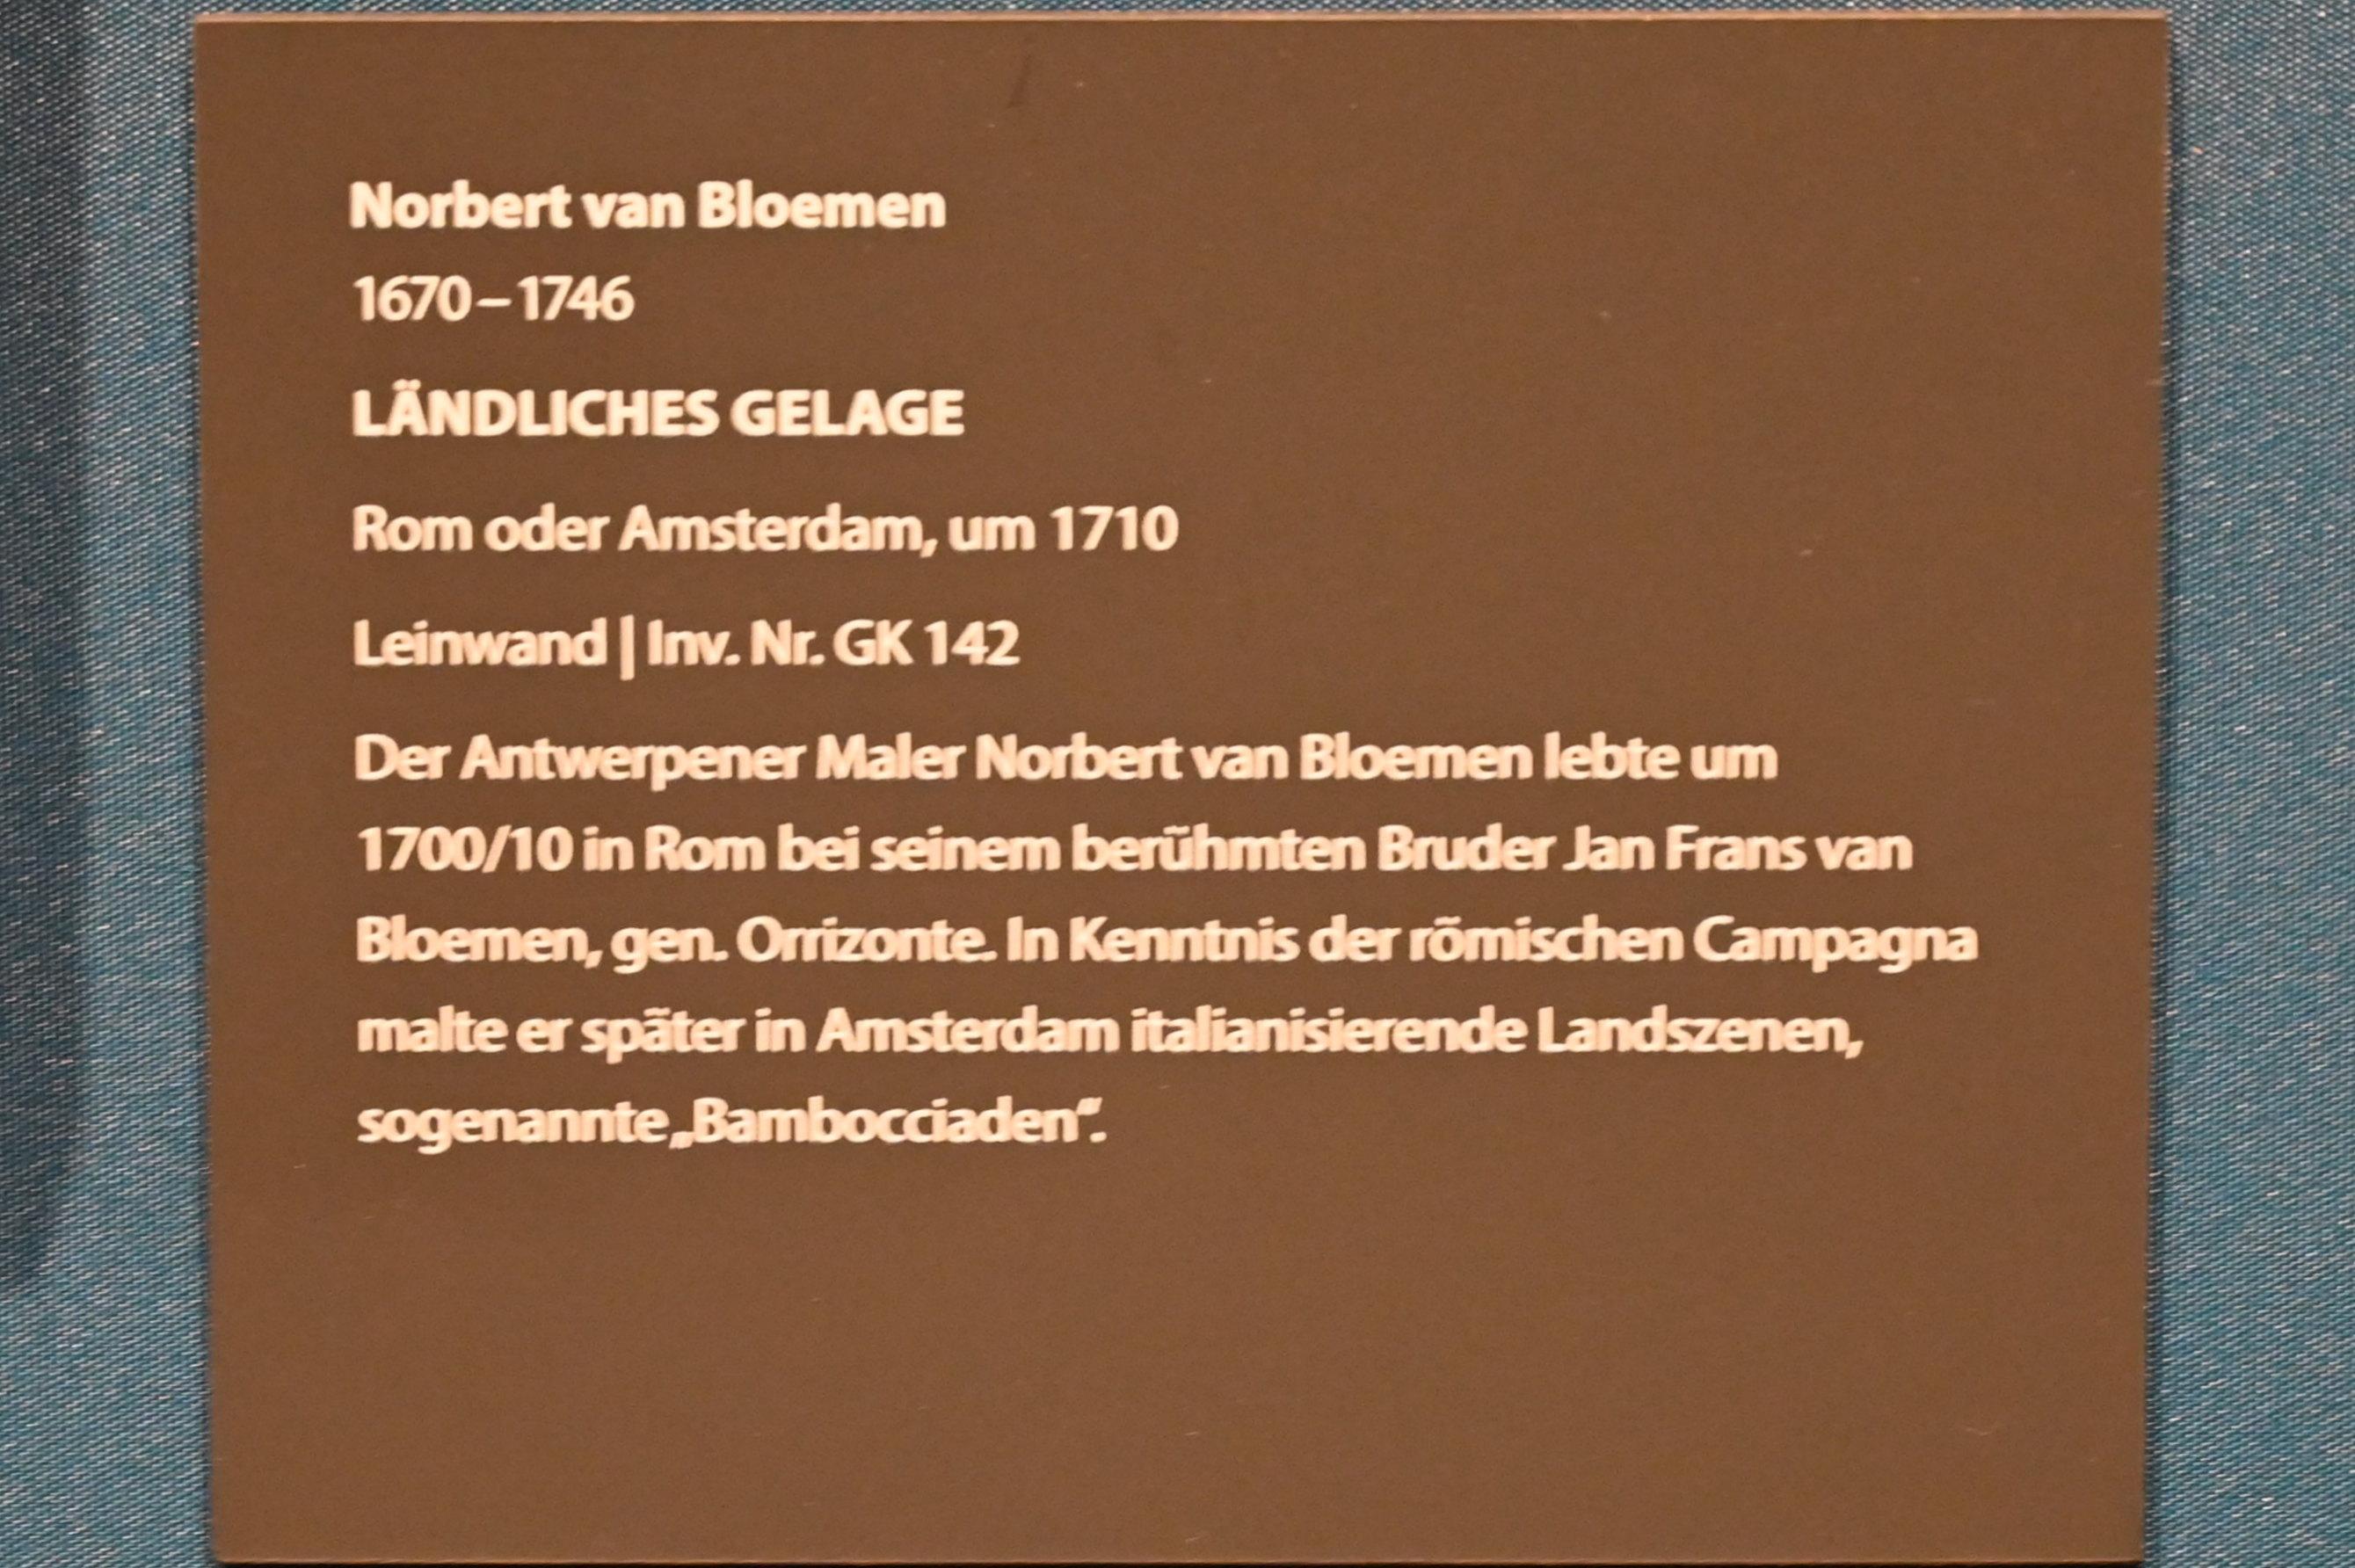 Norbert van Bloemen
1670 – 1746
LÄNDLICHES GELAGE
Rom oder Amsterdam, um 1710
Leinwand | Inv. Nr. GK 142
Der Antwerpener Maler Norbert van Bloemen lebte um
1700/10 in Rom bei seinem berühmten Bruder Jan Frans van
Bloemen, gen. Orrizonte. In Kenntnis der römischen Campagna
malte er später in Amsterdam italianisierende Landszenen,
sogenannte „Bambocciaden“.